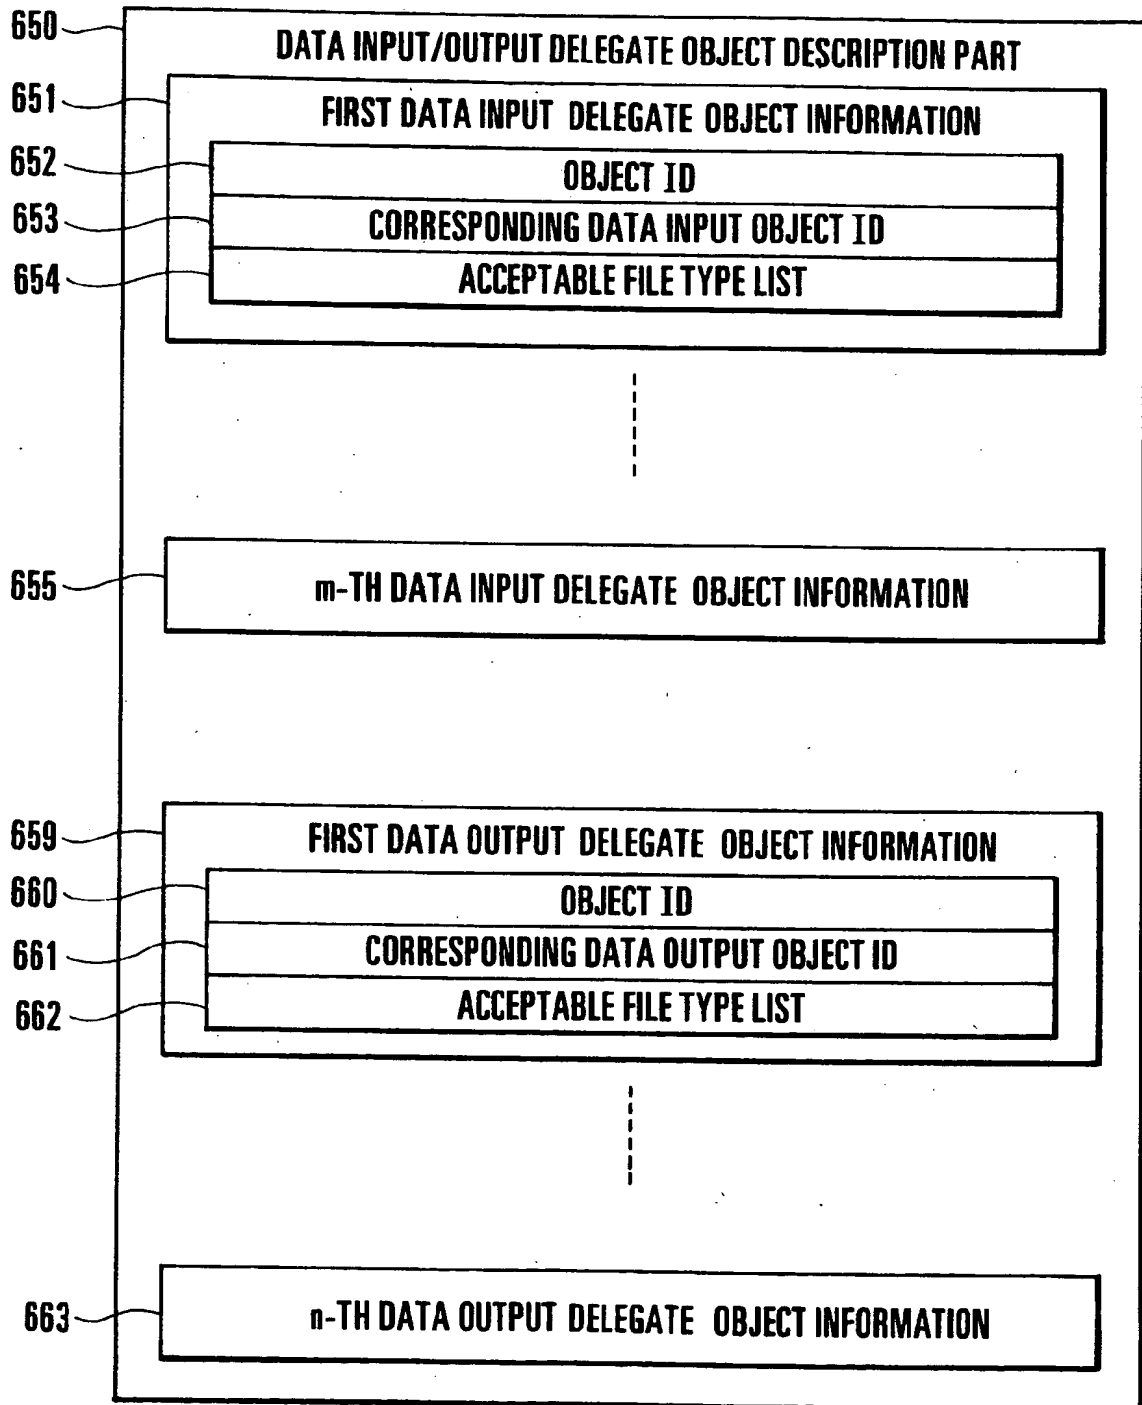 650
DATA INPUT/OUTPUT DELEGATE OBJECT DESCRIPTION PART
651
FIRST DATA INPUT DELEGATE OBJECT INFORMATION
652
OBJECT ID
653
CORRESPONDING DATA INPUT OBJECT ID
654
ACCEPTABLE FILE TYPE LIST
655
m-TH DATA INPUT DELEGATE OBJECT INFORMATION
659
FIRST DATA OUTPUT DELEGATE OBJECT INFORMATION
660
OBJECT ID
661
CORRESPONDING DATA OUTPUT OBJECT ID
662
ACCEPTABLE FILE TYPE LIST
663
n-TH DATA OUTPUT DELEGATE OBJECT INFORMATION